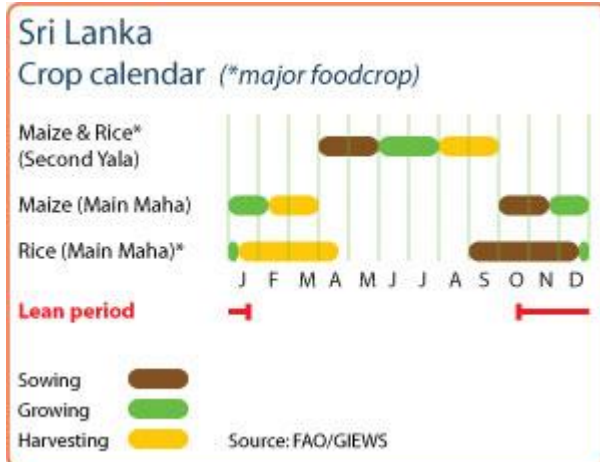 Sri Lanka
Crop calendar (*major foodcrop)
Maize & Rice*
(Second Yala)
Maize (Main Maha)
Rice (Main Maha)*
J F M A M J J A S O N D
Lean period
Sowing
Growing
Harvesting
Source: FAO/GIEWS